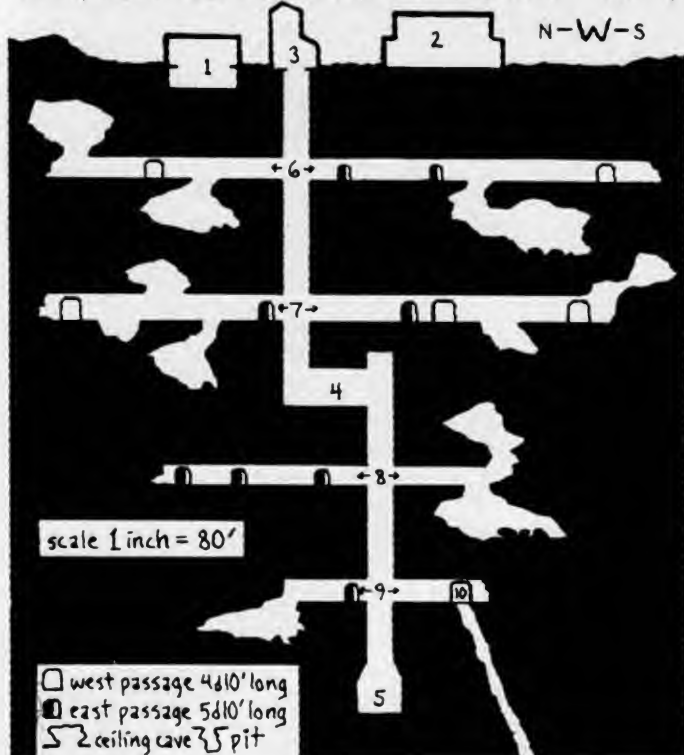 3
2
N-W-S
1
←6→
←7→
4
←8→
scale 1 inch = 80'
←9→
10
5
west passage 4d10' long
east passage 5d10' long
ceiling cave
pit